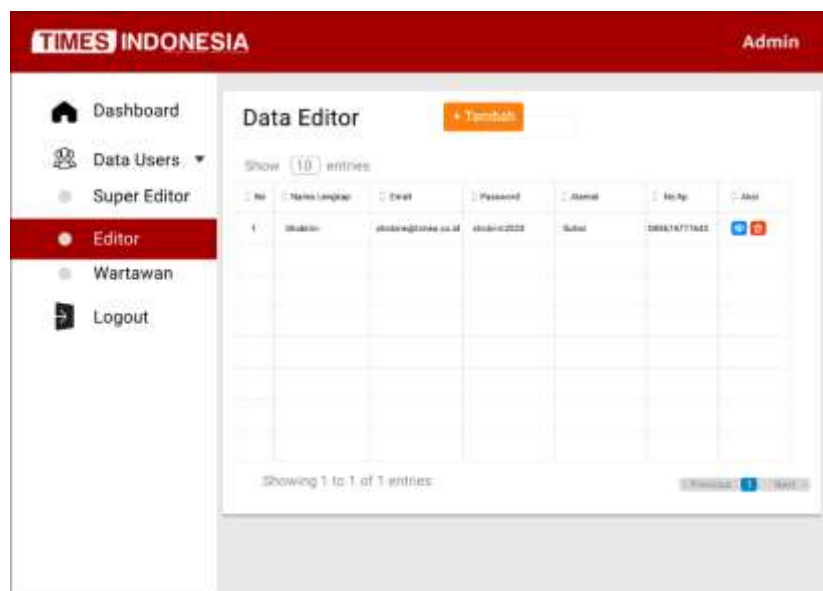 TIMES INDONESIA
Admin
Dashboard
Data Users
Super Editor
Editor
Wartawan
Logout
Data Editor
+ Tambah
Show 10 entries
No Nama Lengkap Email Password Alamat No.hp Aksi
1
Showing 1 to 1 of 1 entries
Previous 1 Next